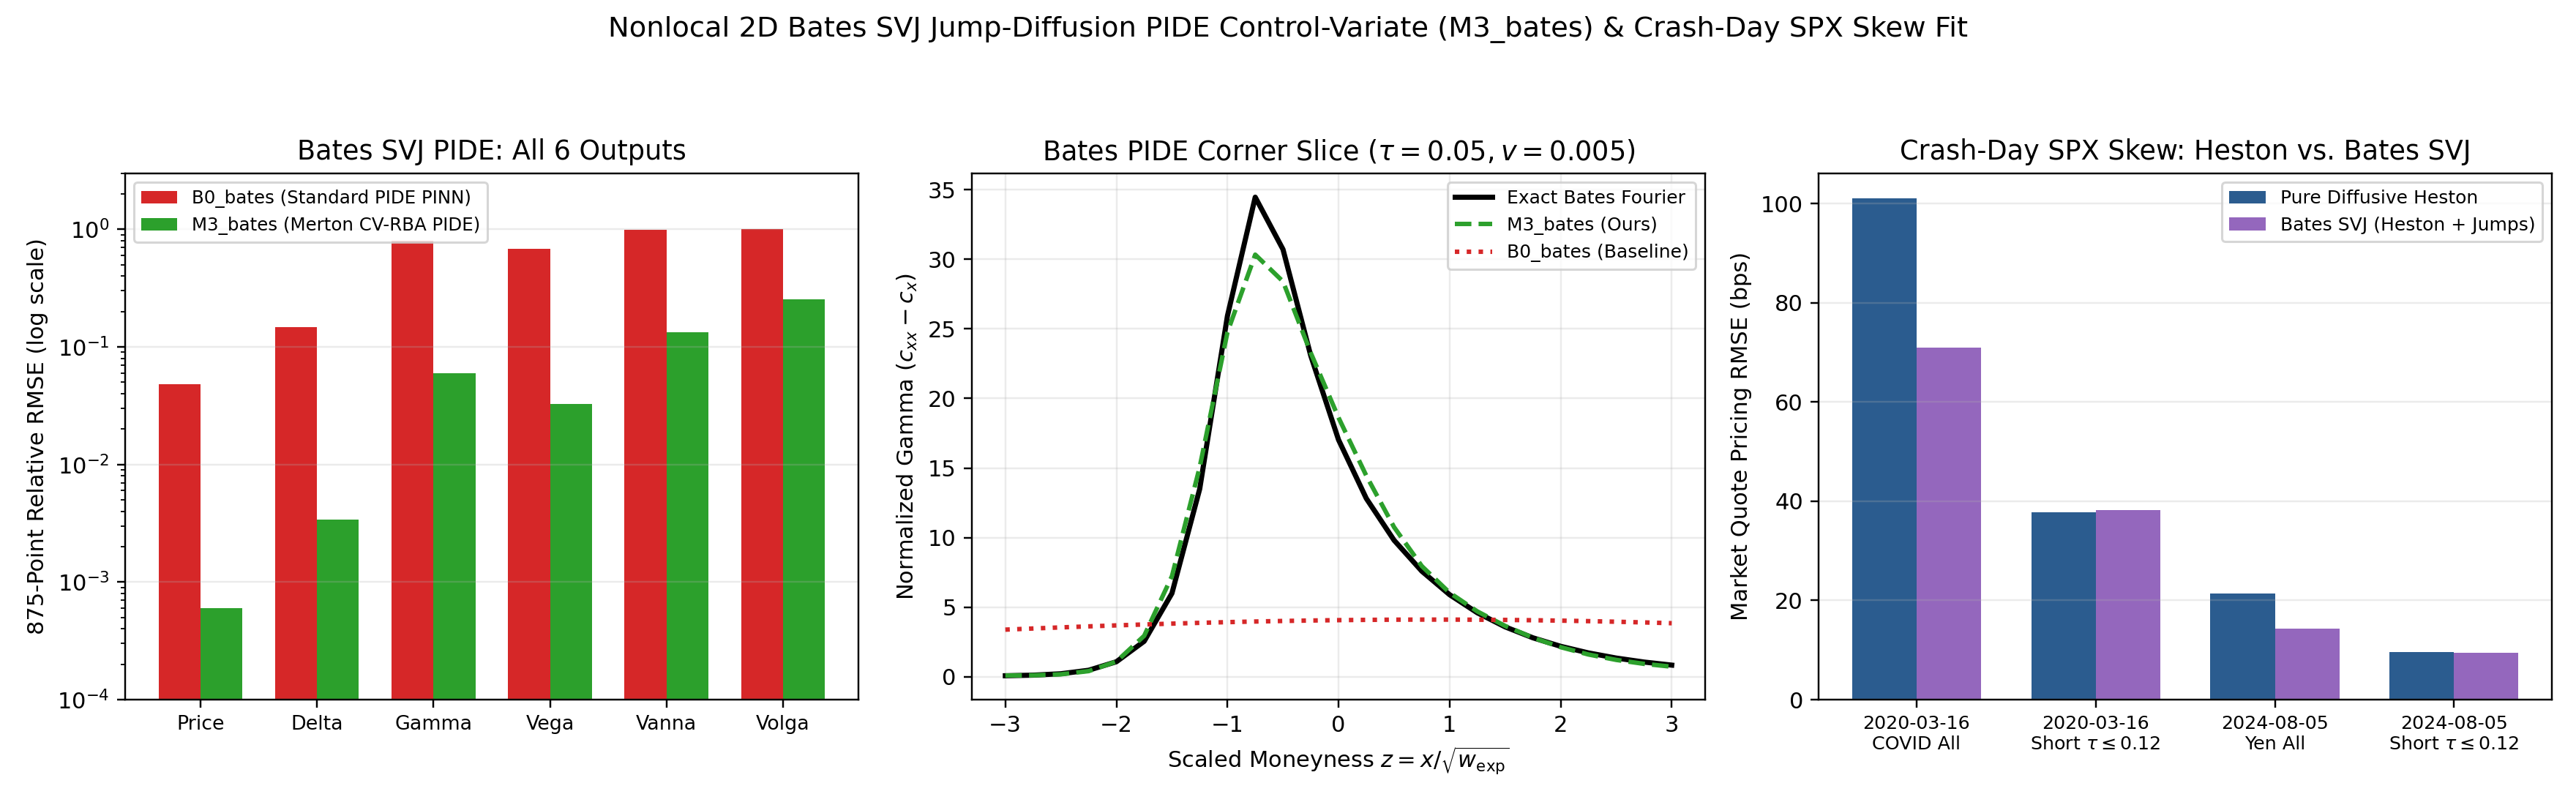 Nonlocal 2D Bates SVJ Jump-Diffusion PIDE Control-Variate (M3_bates) & Crash-Day SPX Skew Fit
Bates SVJ PIDE: All 6 Outputs
875-Point Relative RMSE (log scale)
10⁰
10⁻¹
10⁻²
10⁻³
10⁻⁴
B0_bates (Standard PIDE PINN)
M3_bates (Merton CV-RBA PIDE)
Price Delta Gamma Vega Vanna Volga
Bates PIDE Corner Slice (τ = 0.05, v = 0.005)
Normalized Gamma (c_xx − c_x)
35
30
25
20
15
10
5
0
Exact Bates Fourier
M3_bates (Ours)
B0_bates (Baseline)
−3 −2 −1 0 1 2 3
Scaled Moneyness z = x/√w_exp
Crash-Day SPX Skew: Heston vs. Bates SVJ
Market Quote Pricing RMSE (bps)
100
80
60
40
20
0
Pure Diffusive Heston
Bates SVJ (Heston + Jumps)
2020-03-16
COVID All
2020-03-16
Short τ ≤ 0.12
2024-08-05
Yen All
2024-08-05
Short τ ≤ 0.12